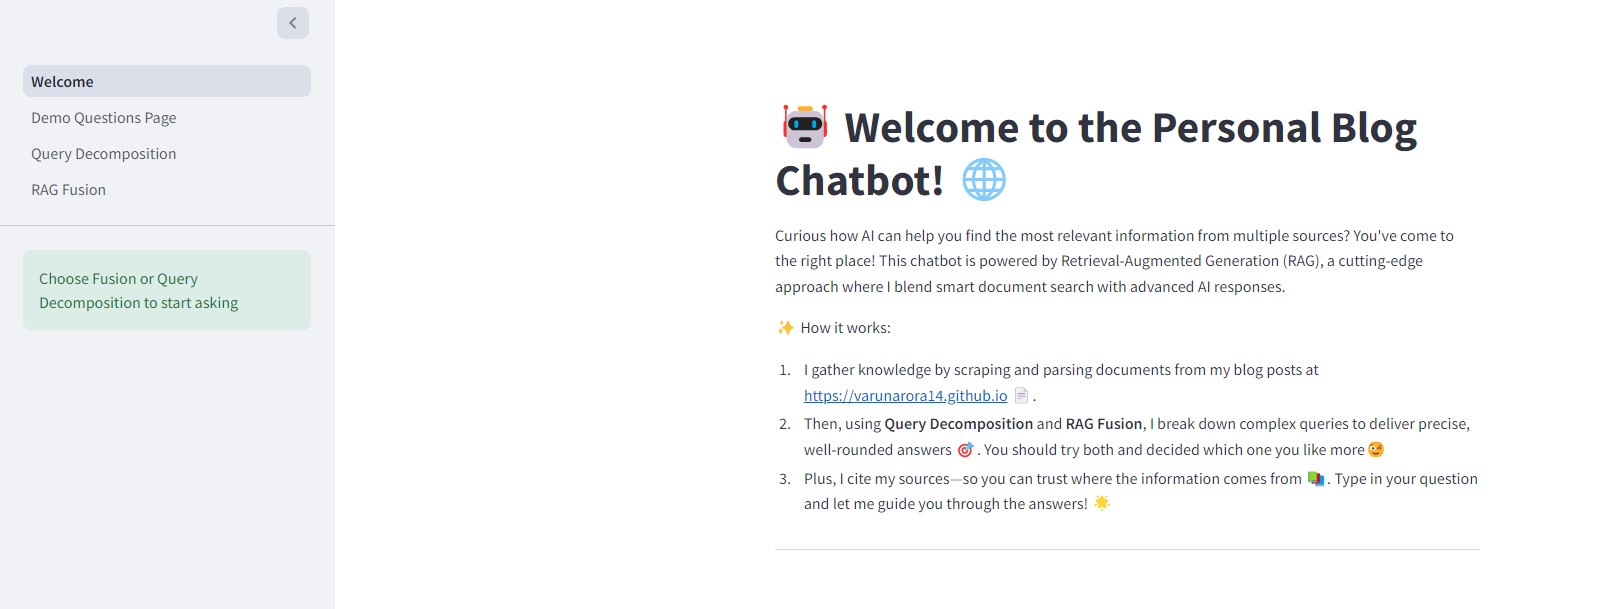 Welcome
Demo Questions Page
Query Decomposition
RAG Fusion
Choose Fusion or Query
Decomposition to start asking
🤖 Welcome to the Personal Blog
Chatbot! 🌐
Curious how AI can help you find the most relevant information from multiple sources? You've come to
the right place! This chatbot is powered by Retrieval-Augmented Generation (RAG), a cutting-edge
approach where I blend smart document search with advanced AI responses.
✨ How it works:
1. I gather knowledge by scraping and parsing documents from my blog posts at
https://varunarora14.github.io 📄 .
2. Then, using Query Decomposition and RAG Fusion, I break down complex queries to deliver precise,
well-rounded answers 🎯 . You should try both and decided which one you like more 😉
3. Plus, I cite my sources—so you can trust where the information comes from 📚 . Type in your question
and let me guide you through the answers! 🌟